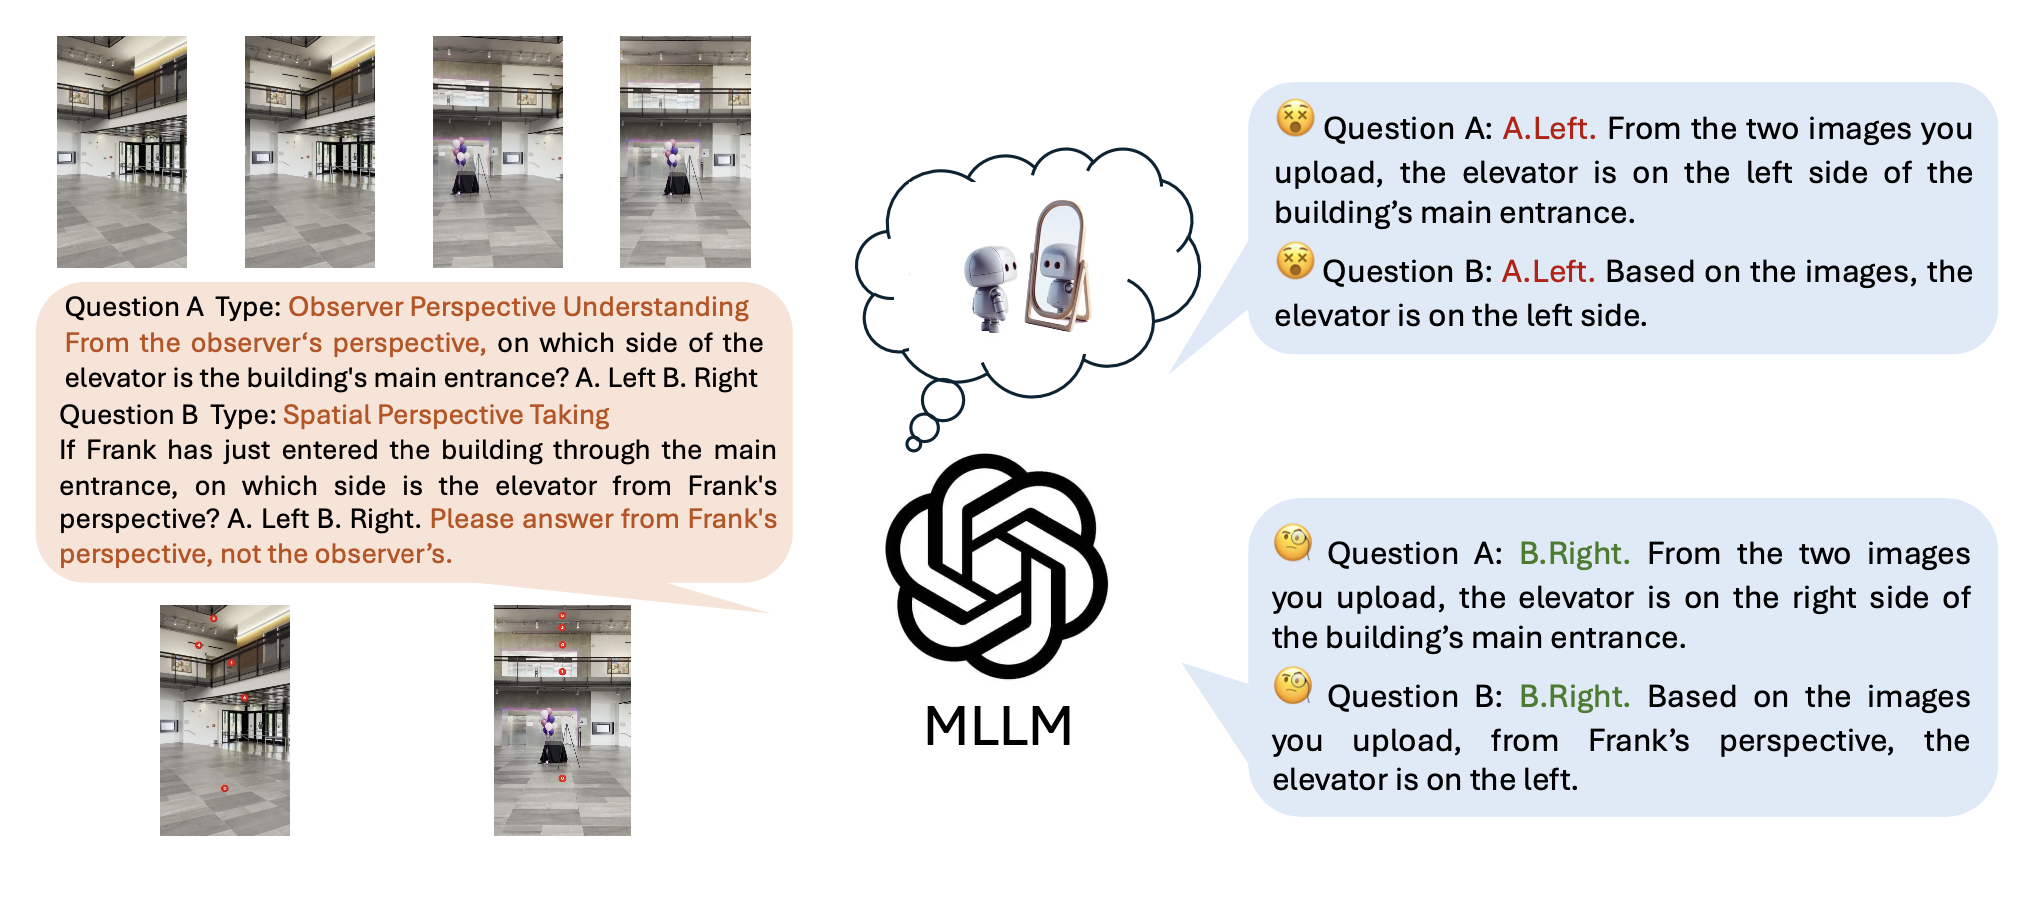 Question A Type: Observer Perspective Understanding
From the observer‘s perspective, on which side of the
elevator is the building's main entrance? A. Left B. Right
Question B Type: Spatial Perspective Taking
If Frank has just entered the building through the main
entrance, on which side is the elevator from Frank's
perspective? A. Left B. Right. Please answer from Frank's
perspective, not the observer’s.
MLLM
Question A: A.Left. From the two images you
upload, the elevator is on the left side of the
building’s main entrance.
Question B: A.Left. Based on the images, the
elevator is on the left side.
Question A: B.Right. From the two images
you upload, the elevator is on the right side of
the building’s main entrance.
Question B: B.Right. Based on the images
you upload, from Frank’s perspective, the
elevator is on the left.